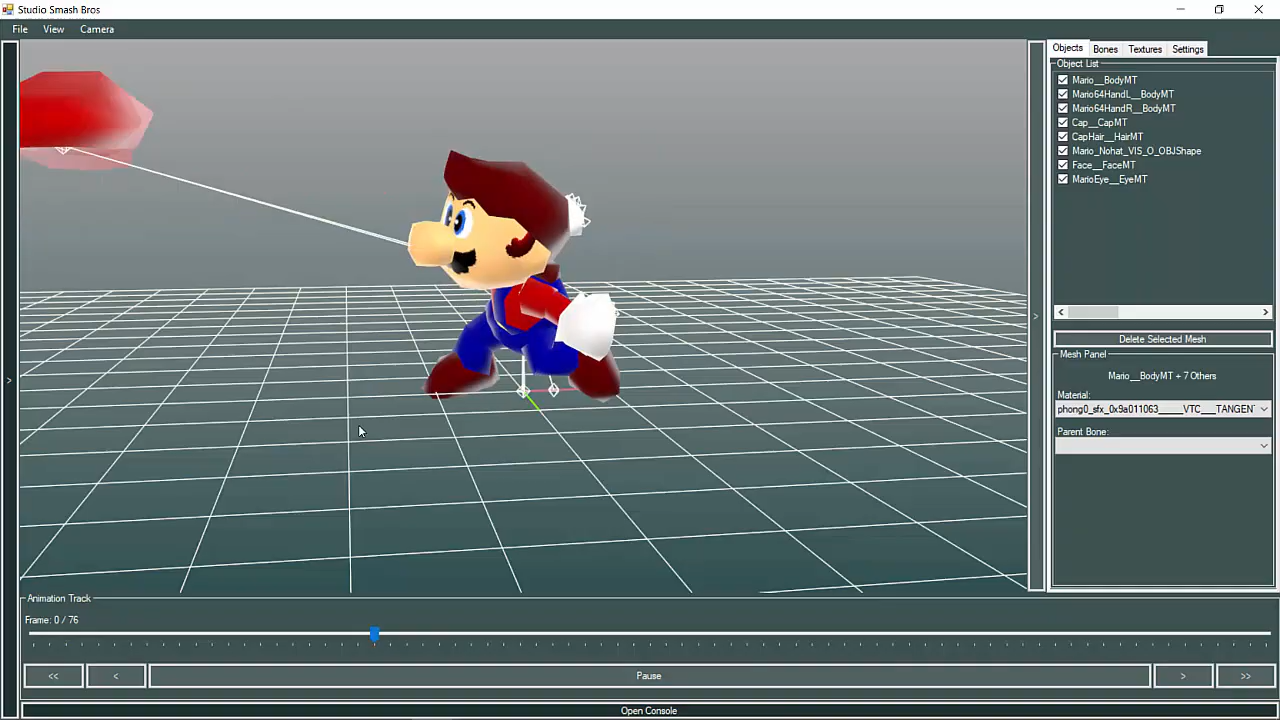 Studio Smash Bros
File View Camera
Objects Bones Textures Settings
Object List
Mario__BodyMT
Mario64HandL__BodyMT
Mario64HandR__BodyMT
Cap__CapMT
CapHair__HairMT
Mario_Nohat_VIS_O_OBJShape
Face__FaceMT
MarioEye__EyeMT
Delete Selected Mesh
Mesh Panel
Mario__BodyMT + 7 Others
Material:
phong0_sfx_0x9a011063_____VTC___TANGENT
Parent Bone:
Animation Track
Frame: 0 / 76
<< < Pause > >>
Open Console